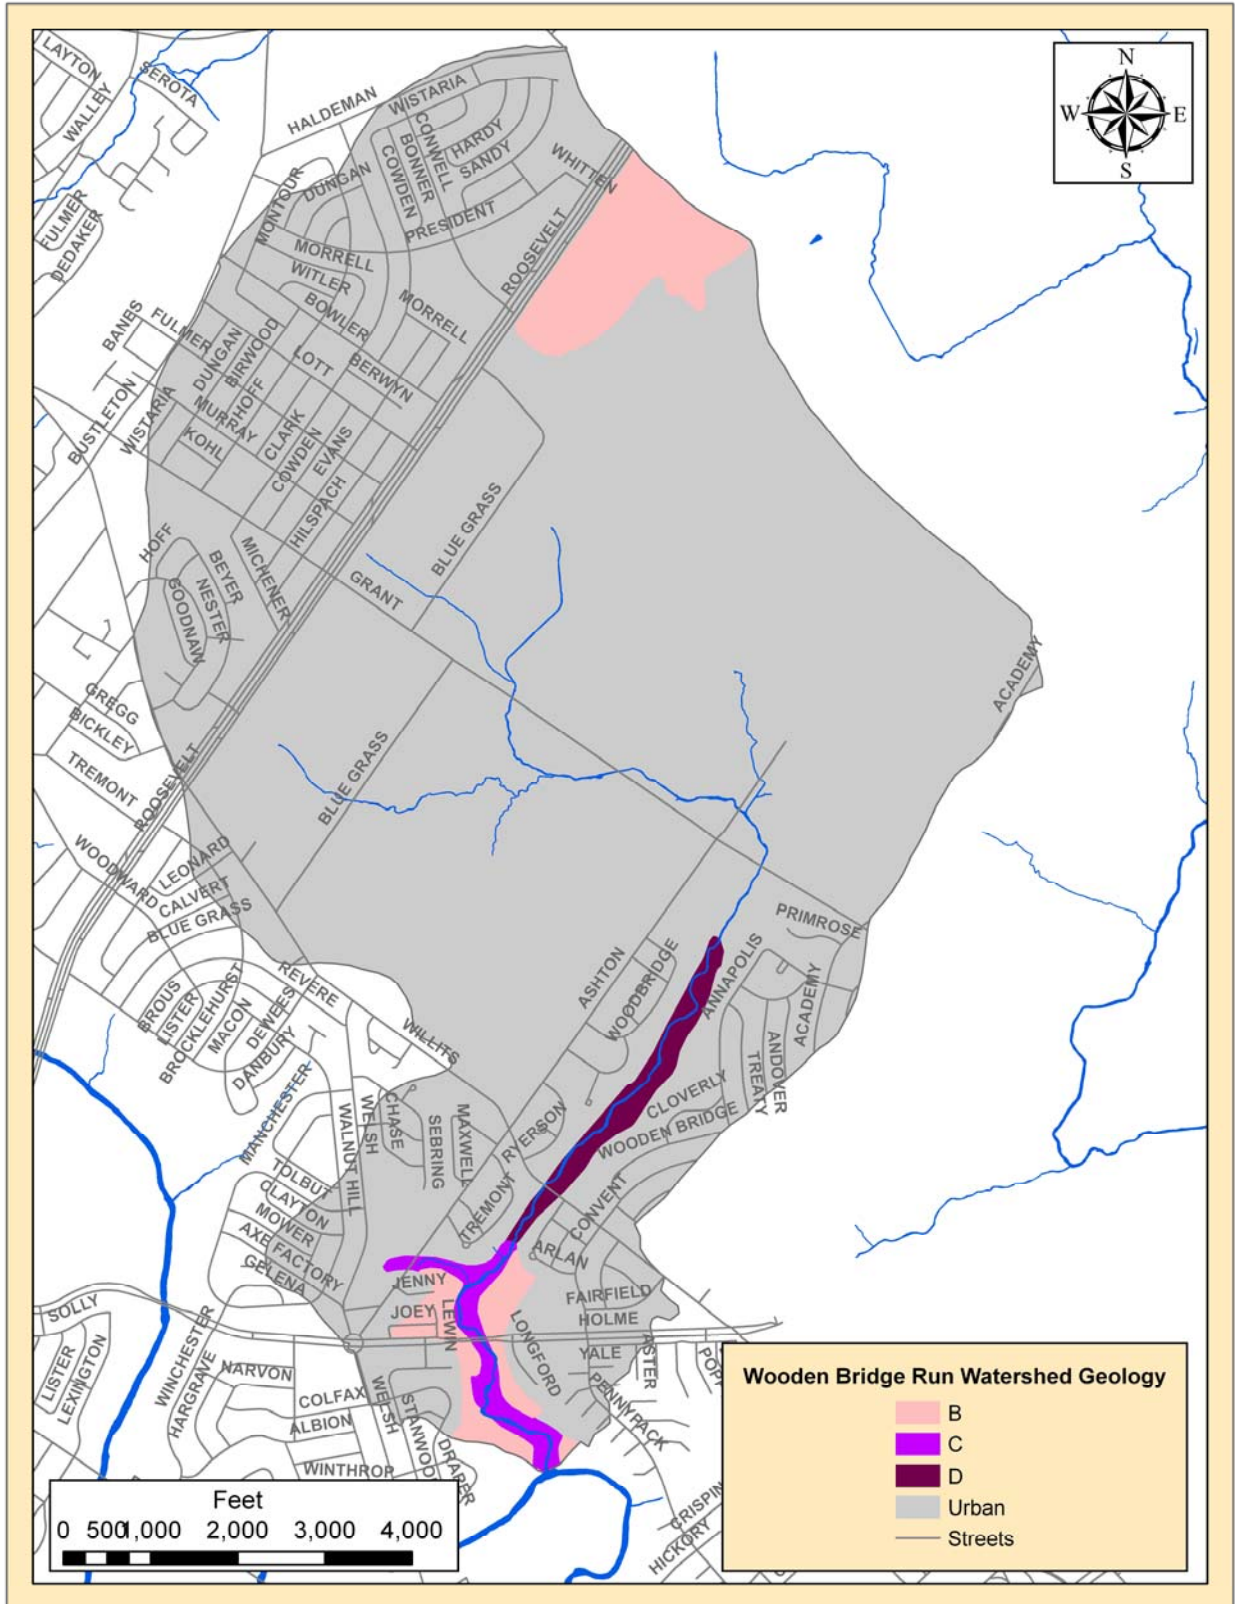 LAYTON
WALLEY
SEROTA
HALDEMAN
WISTARIA
CONWELL
BONNER
COWDEN
HARDY
SANDY
WHITTEN
N
W
E
S
FULMER
DEDAKER
MONTOUR
DUNGAN
PRESIDENT
ROOSEVELT
MORRELL
WITLER
BOWLER
MORRELL
BANES
FULMER
DUNGAN
BIRWOOD
LOTT
BERWYN
BUSTLETON
WISTARIA
MURRAY
HOFF
KOHL
CLARK
COWDEN
EVANS
HILSPACH
BLUE GRASS
HOFF
BEYER
NESTER
GOODNAW
MICHENER
GRANT
ACADEMY
GREGG
BICKLEY
TREMONT
ROOSEVELT
BLUE GRASS
WOODWARD
LEONARD
CALVERT
BLUE GRASS
PRIMROSE
REVERE
ASHTON
WOODBRIDGE
ANNAPOLIS
ACADEMY
BROUS
LISTER
BROCKLEHURST
MACON
DEWEES
DANBURY
WILLITS
ANDOVER
TREATY
MANCHESTER
WALNUT HILL
WELSH
CHASE
SEBRING
MAXWELL
RYERSON
CLOVERLY
WOODEN BRIDGE
TOLBUT
CLAYTON
MOWER
AXE FACTORY
GELENA
TREMONT
CONVENT
ARLAN
JENNY
JOEY
LEWIN
LONGFORD
FAIRFIELD
HOLME
YALE
ASTER
SOLLY
LISTER
LEXINGTON
WINCHESTER
HARGRAVE
NARVON
COLFAX
ALBION
WINTHROP
WELSH
STANWOOD
DRAPER
PENNYPACK
CRISPIN
HICKORY
Wooden Bridge Run Watershed Geology
B
C
D
Urban
Streets
Feet
0 500 1,000 2,000 3,000 4,000